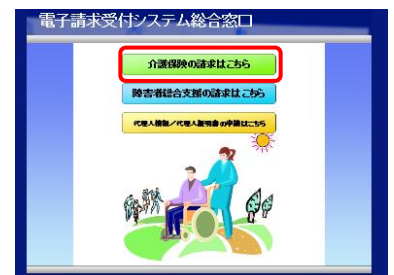 電子請求受付システム総合窓口
介護保険の請求はこちら
障害者総合支援の請求はこちら
代理人情報／代理人証明書の申請はこちら